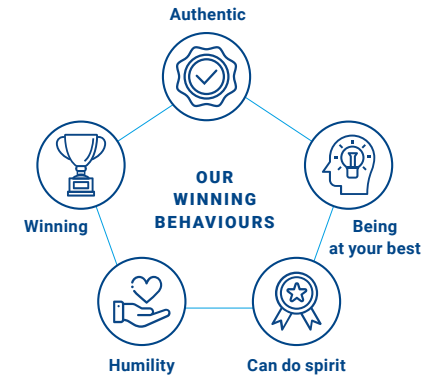 Authentic
OUR
WINNING
BEHAVIOURS
Winning
Being
at your best
Humility
Can do spirit